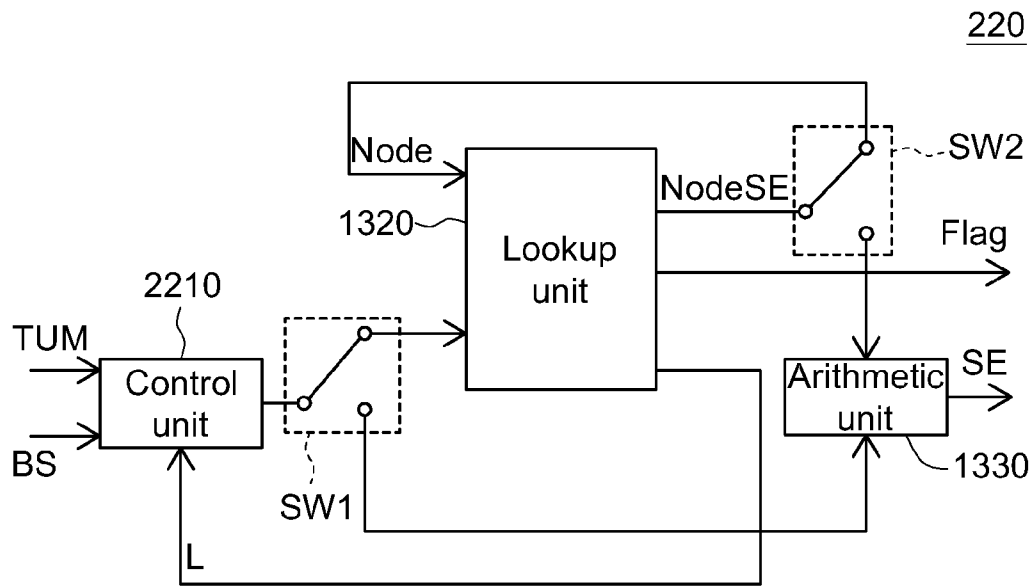 220
Node
NodeSE
SW2
1320
Lookup
unit
Flag
2210
TUM
Control
unit
BS
SW1
Arithmetic
unit
SE
1330
L